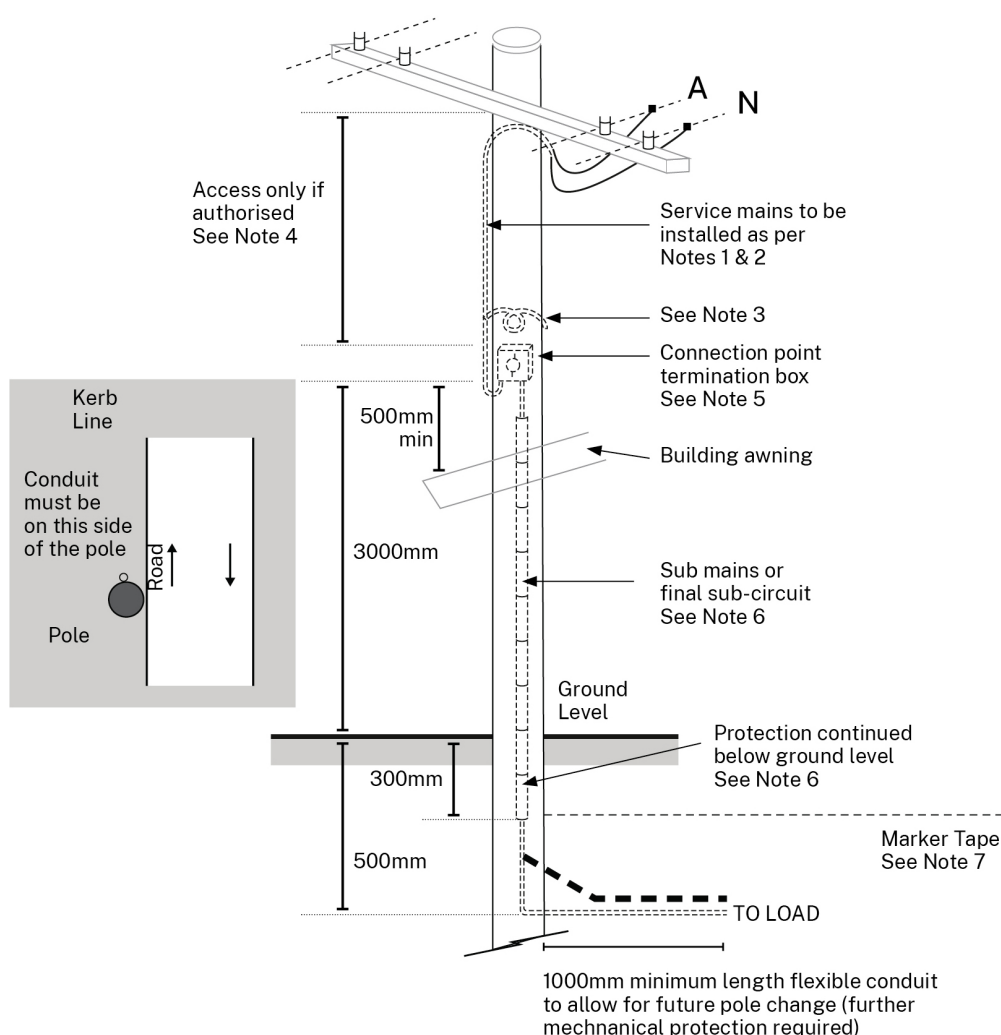 A
N
Access only if
authorised
See Note 4
Service mains to be
installed as per
Notes 1 & 2
See Note 3
Connection point
termination box
See Note 5
500mm
min
Building awning
Kerb
Line
Conduit
must be
on this side
of the pole
Road
Pole
3000mm
Sub mains or
final sub-circuit
See Note 6
Ground
Level
Protection continued
below ground level
See Note 6
300mm
Marker Tape
See Note 7
500mm
TO LOAD
1000mm minimum length flexible conduit
to allow for future pole change (further
mechnanical protection required)